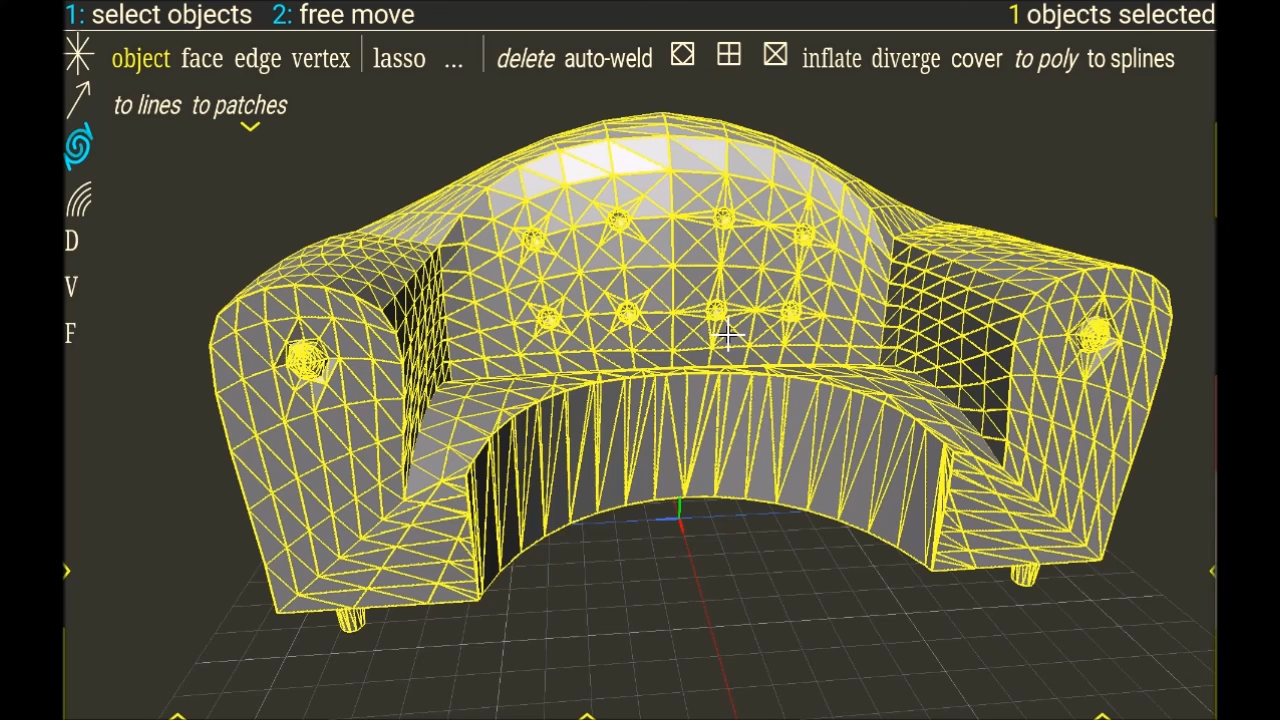 1: select objects 2: free move 1 objects selected
object face edge vertex lasso ... delete auto-weld inflate diverge cover to poly to splines
to lines to patches
D
V
F